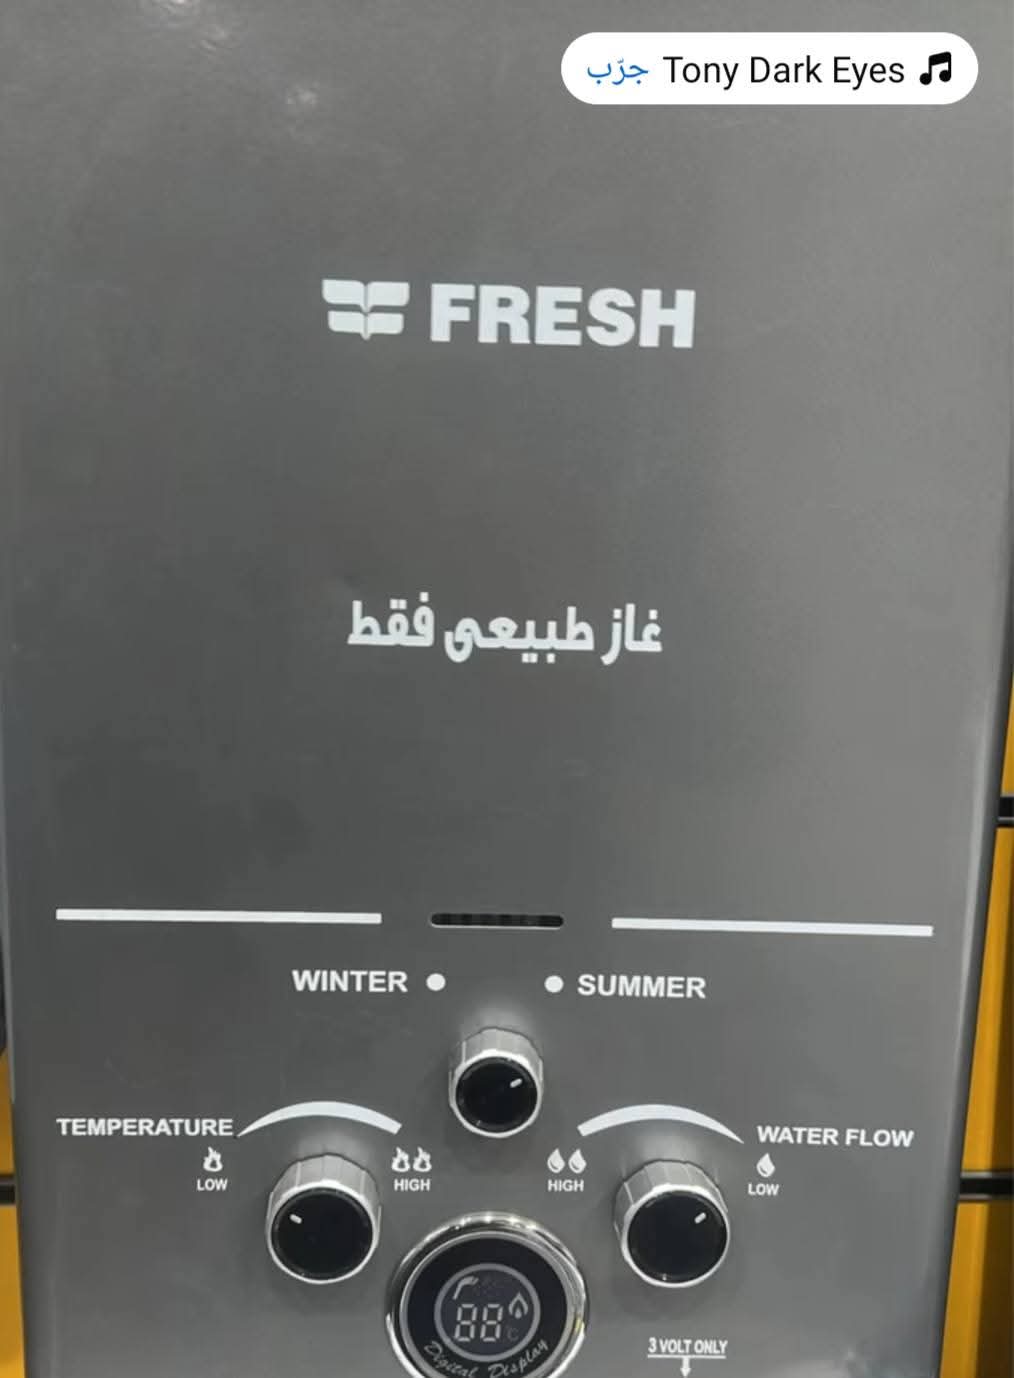 جرّب Tony Dark Eyes
FRESH
غاز طبيعى فقط
WINTER SUMMER
TEMPERATURE WATER FLOW
LOW HIGH HIGH LOW
88 °C
Digital Display
3 VOLT ONLY